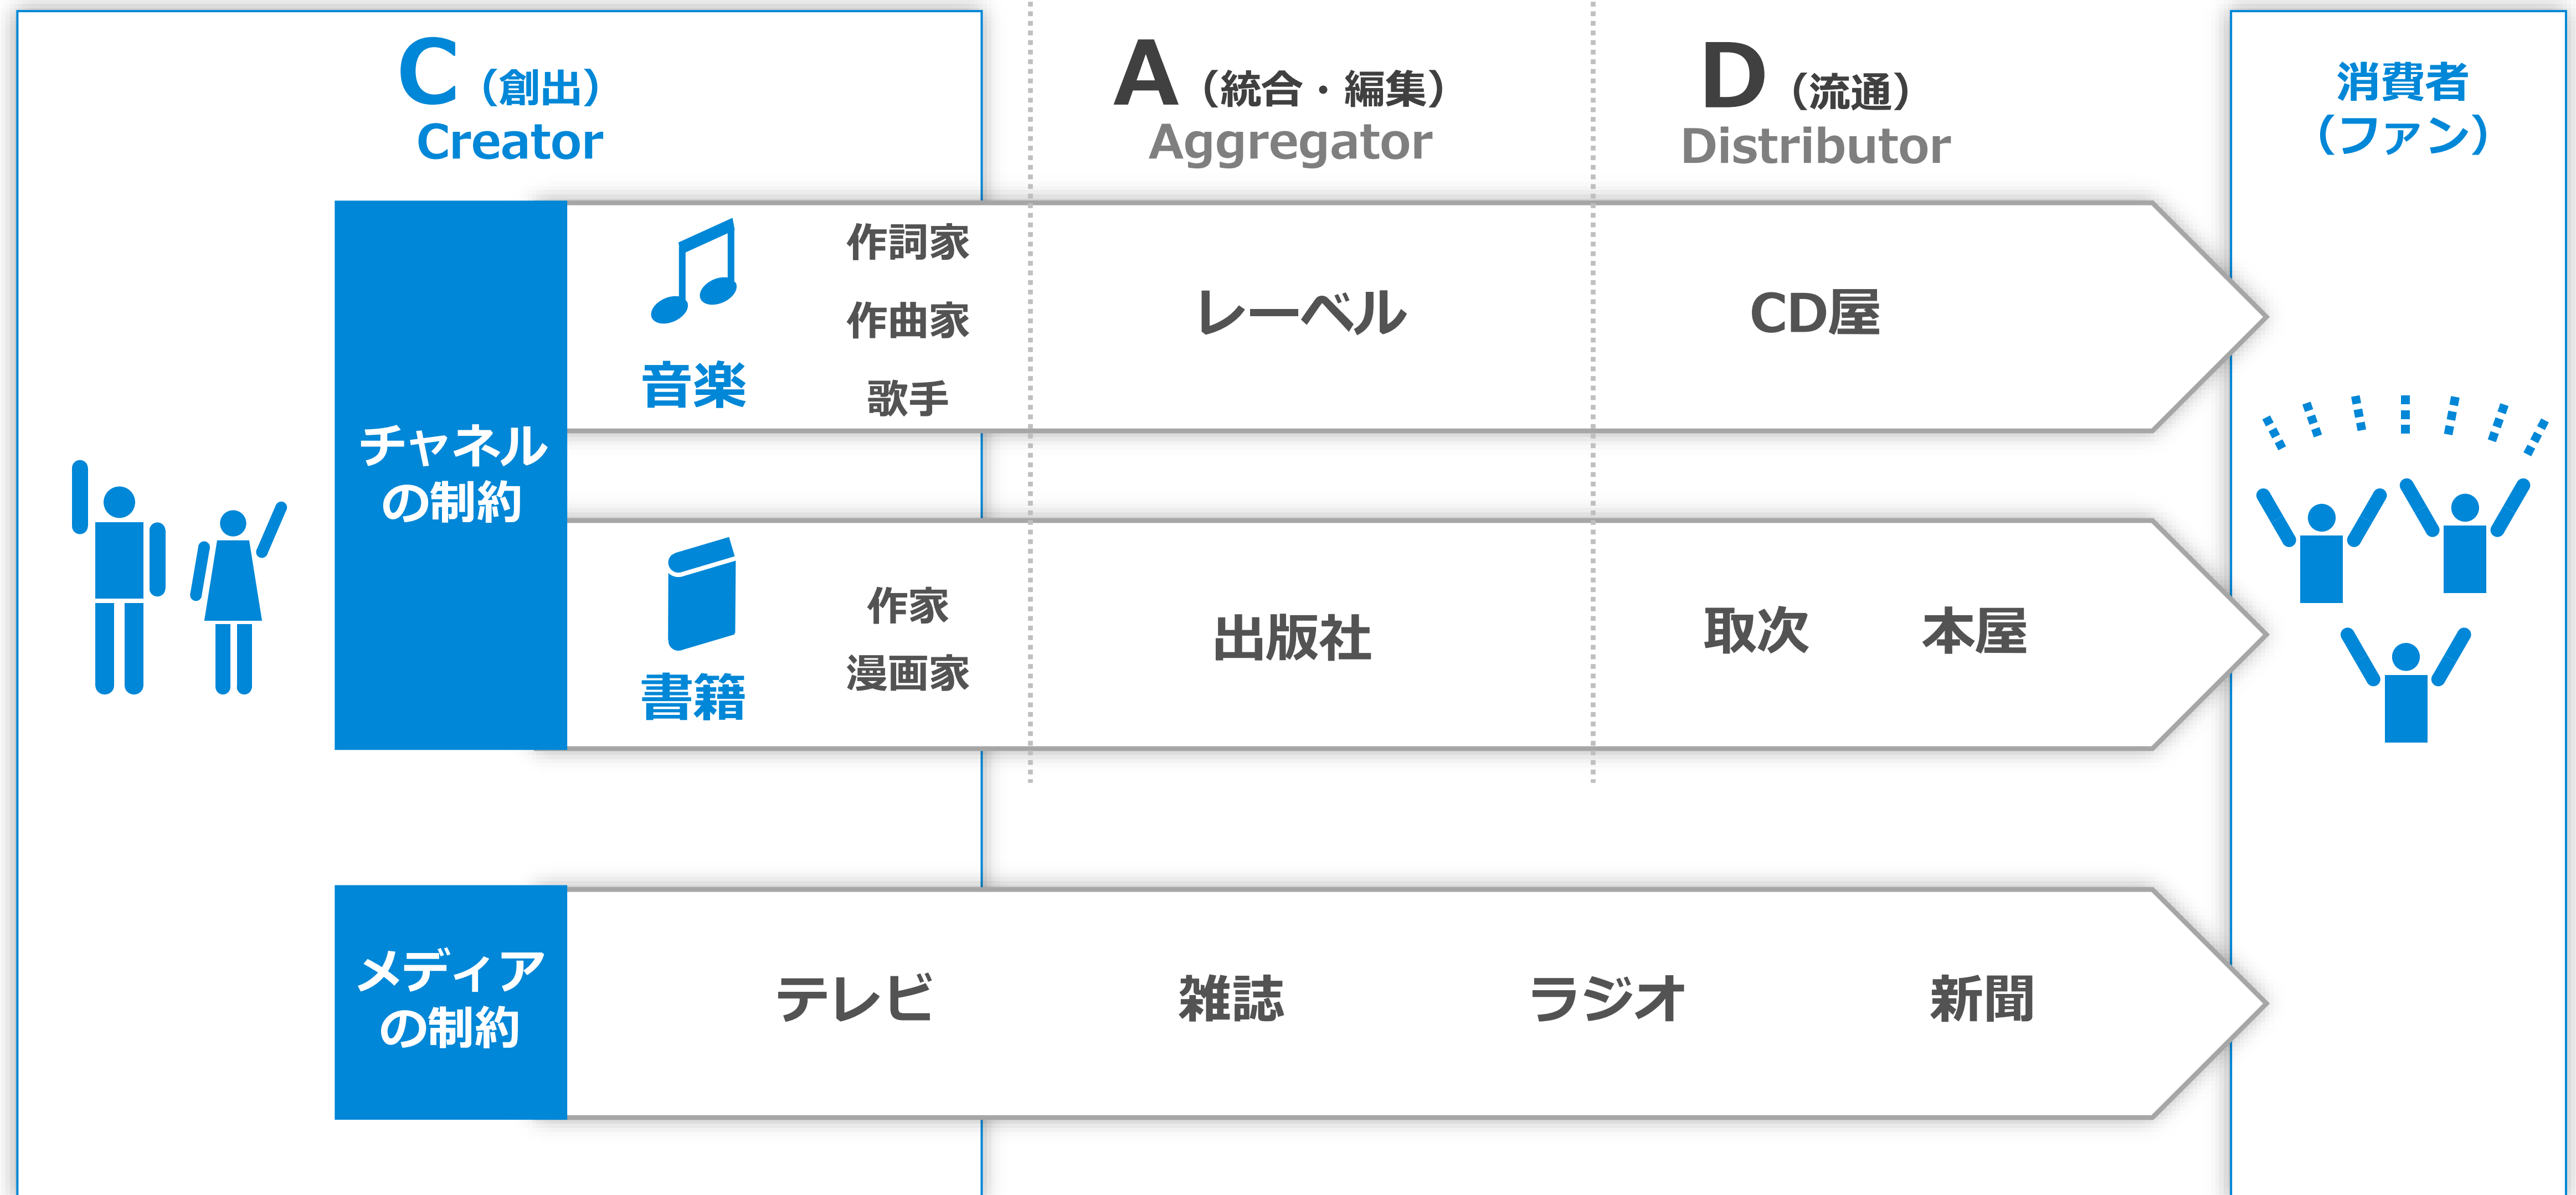 C（創出）
Creator
A（統合・編集）
Aggregator
D（流通）
Distributor
消費者
（ファン）
チャネル
の制約
音楽
作詞家
作曲家
歌手
レーベル
CD屋
書籍
作家
漫画家
出版社
取次
本屋
メディア
の制約
テレビ
雑誌
ラジオ
新聞